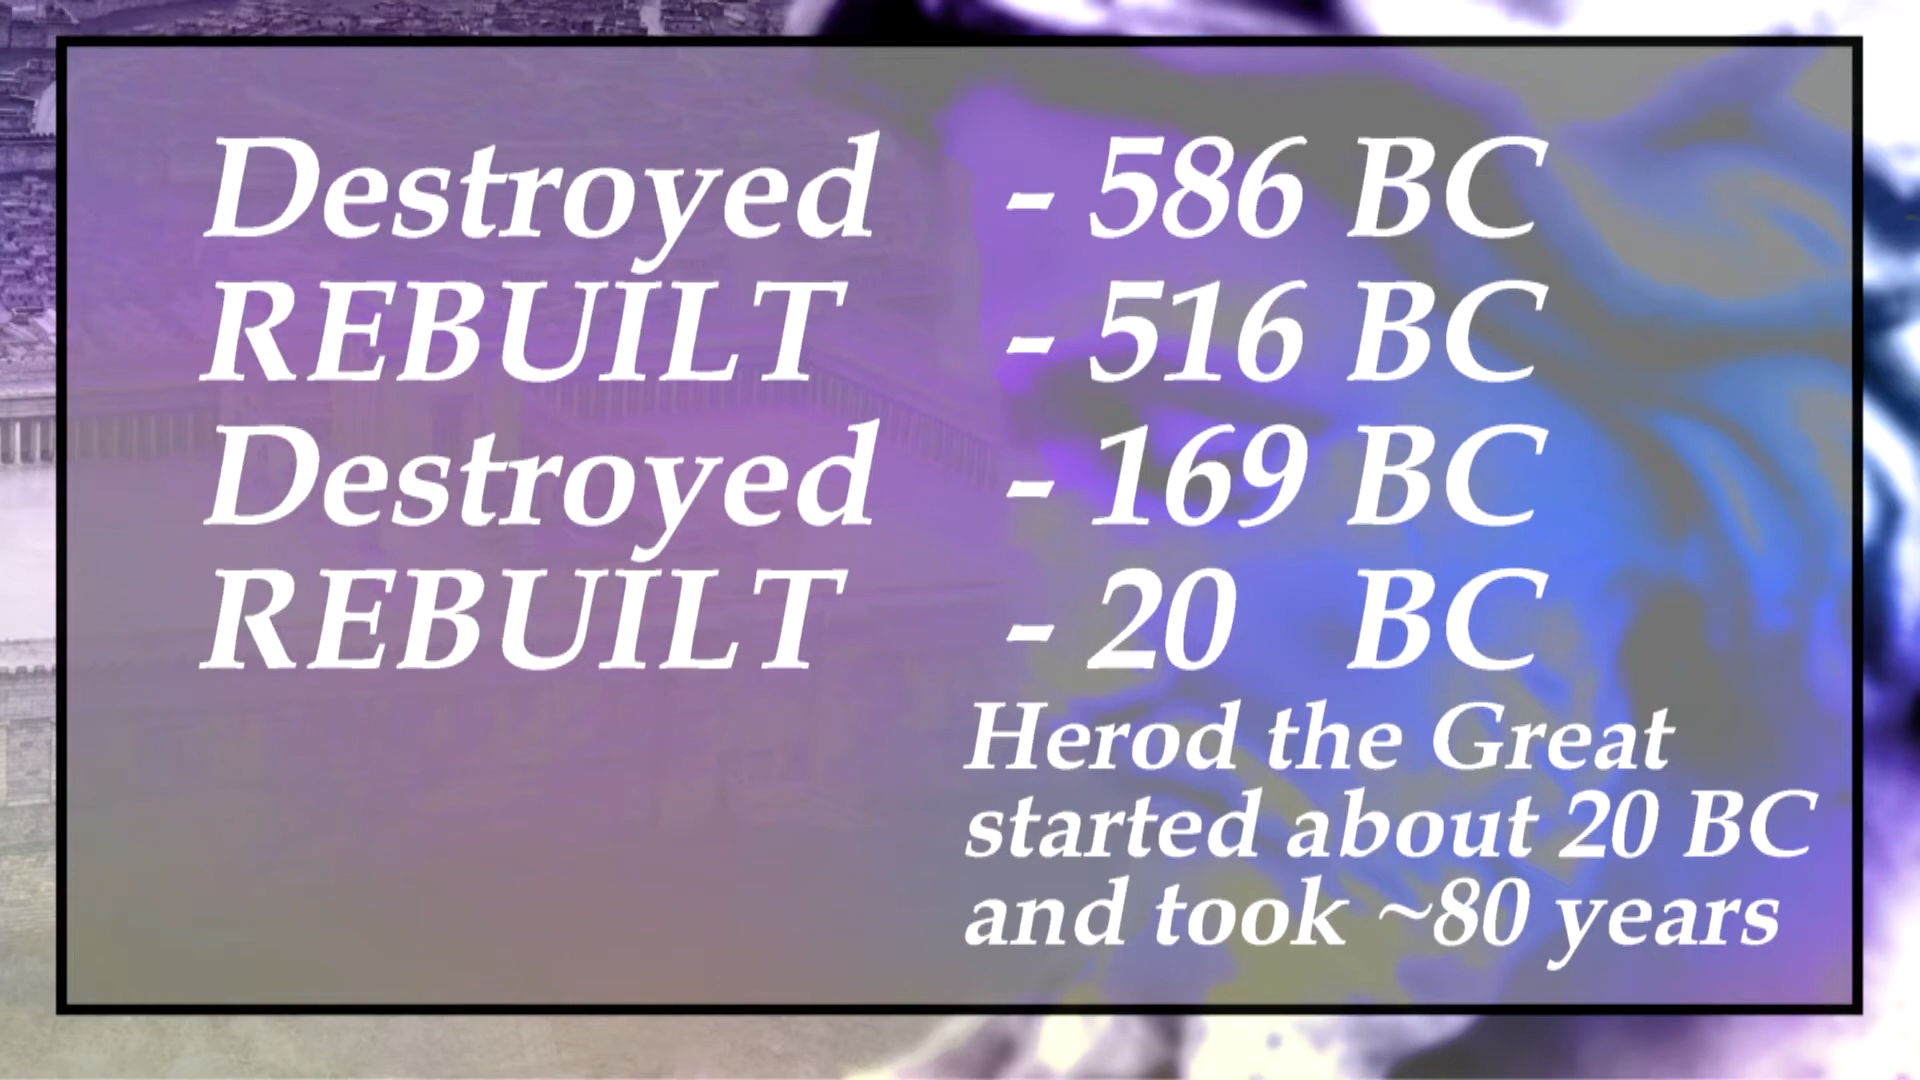 Destroyed - 586 BC
REBUILT - 516 BC
Destroyed - 169 BC
REBUILT - 20 BC
Herod the Great
started about 20 BC
and took ~80 years